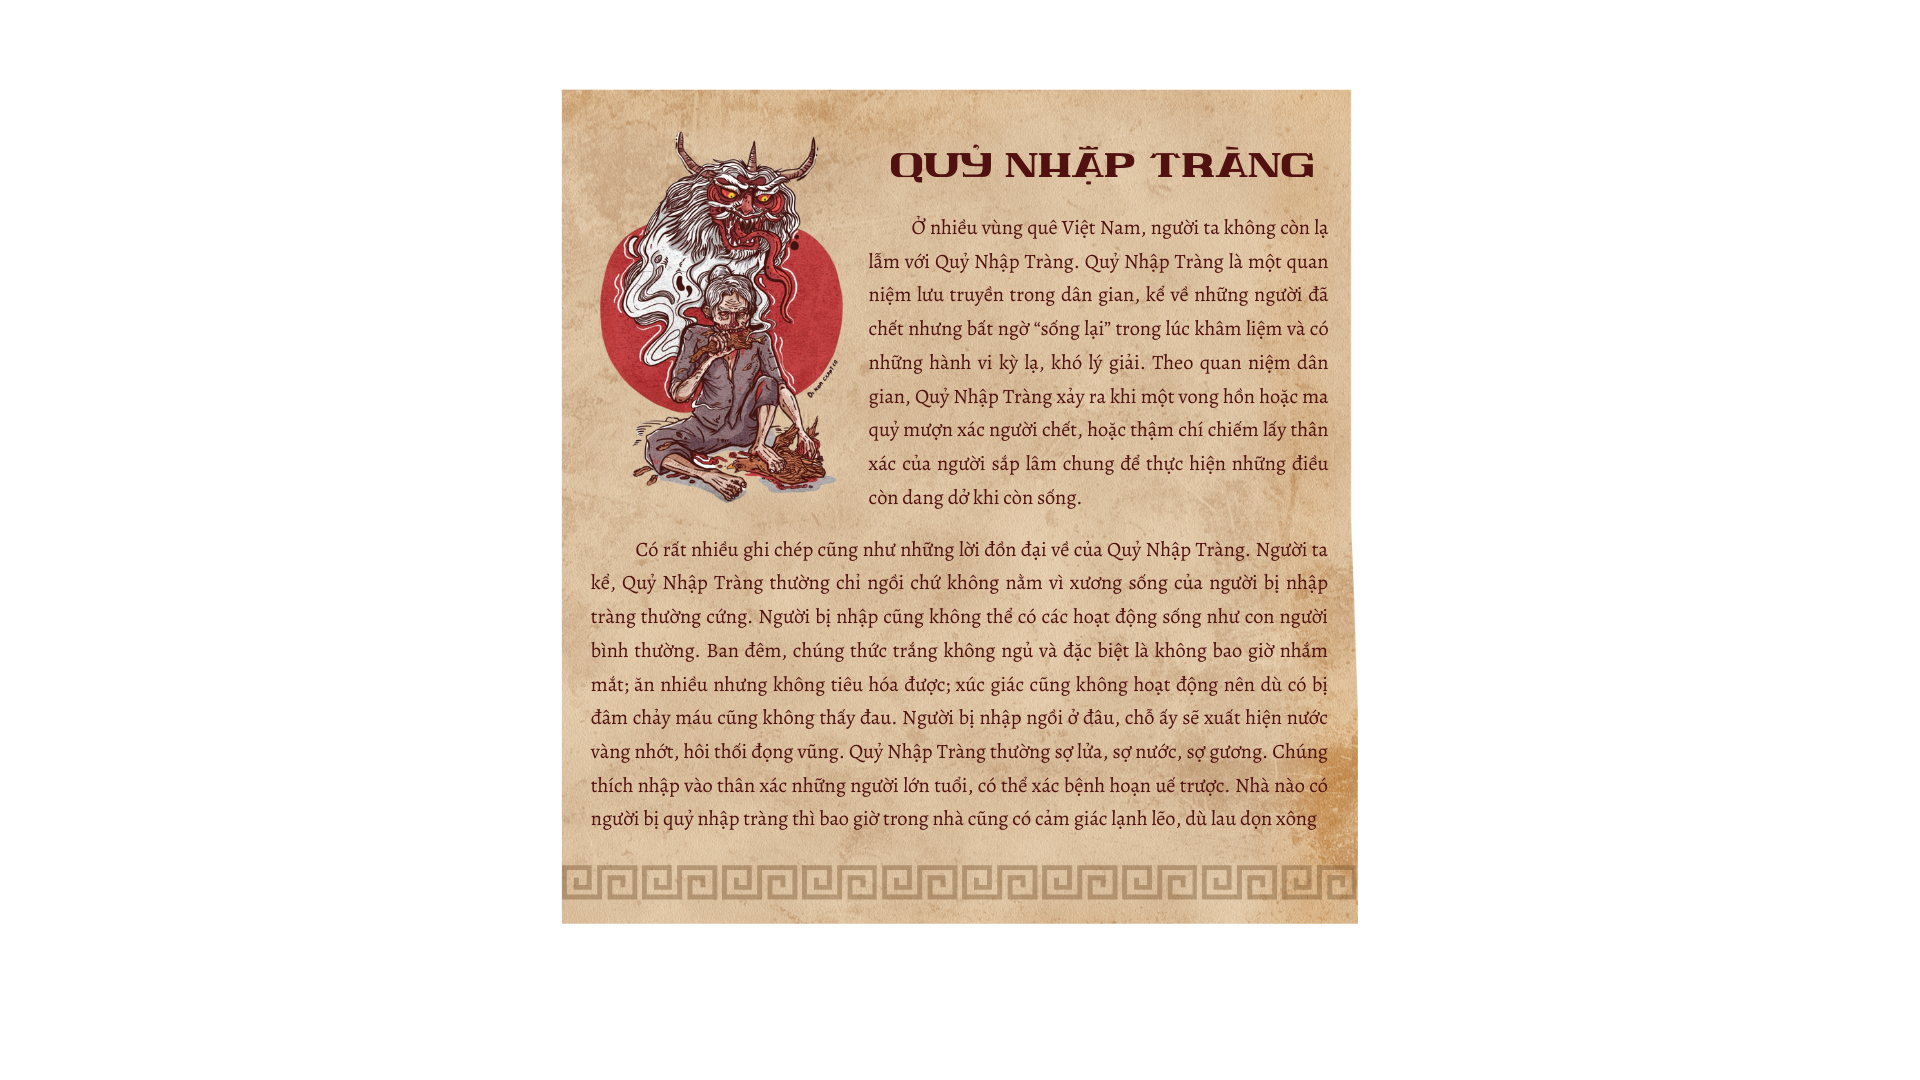 QUỶ NHẬP TRÀNG
Ở nhiều vùng quê Việt Nam, người ta không còn lạ
lẫm với Quỷ Nhập Tràng. Quỷ Nhập Tràng là một quan
niệm lưu truyền trong dân gian, kể về những người đã
chết nhưng bất ngờ “sống lại” trong lúc khâm liệm và có
những hành vi kỳ lạ, khó lý giải. Theo quan niệm dân
gian, Quỷ Nhập Tràng xảy ra khi một vong hồn hoặc ma
quỷ mượn xác người chết, hoặc thậm chí chiếm lấy thân
xác của người sắp lâm chung để thực hiện những điều
còn dang dở khi còn sống.
Có rất nhiều ghi chép cũng như những lời đồn đại về của Quỷ Nhập Tràng. Người ta
kể, Quỷ Nhập Tràng thường chỉ ngồi chứ không nằm vì xương sống của người bị nhập
tràng thường cứng. Người bị nhập cũng không thể có các hoạt động sống như con người
bình thường. Ban đêm, chúng thức trắng không ngủ và đặc biệt là không bao giờ nhắm
mắt; ăn nhiều nhưng không tiêu hóa được; xúc giác cũng không hoạt động nên dù có bị
đâm chảy máu cũng không thấy đau. Người bị nhập ngồi ở đâu, chỗ ấy sẽ xuất hiện nước
vàng nhớt, hôi thối đọng vũng. Quỷ Nhập Tràng thường sợ lửa, sợ nước, sợ gương. Chúng
thích nhập vào thân xác những người lớn tuổi, có thể xác bệnh hoạn uế trược. Nhà nào có
người bị quỷ nhập tràng thì bao giờ trong nhà cũng có cảm giác lạnh lẽo, dù lau dọn xông